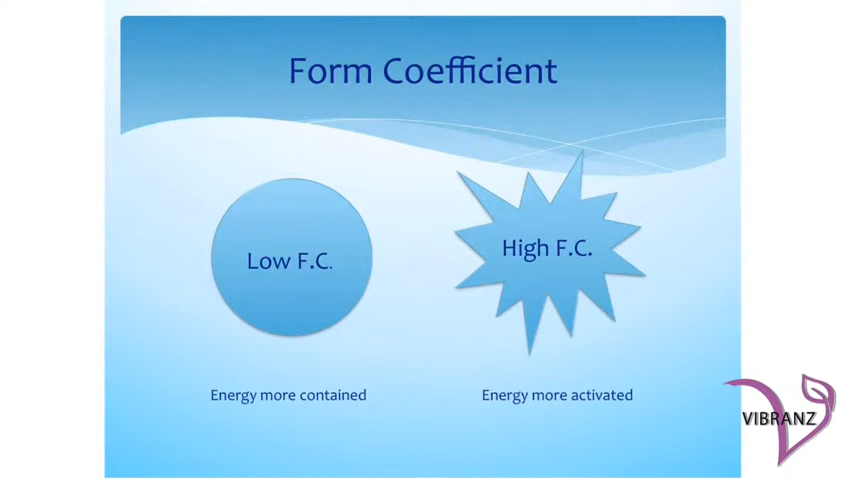 Form Coefficient
Low F.C.
High F.C.
Energy more contained
Energy more activated
VIBRANZ